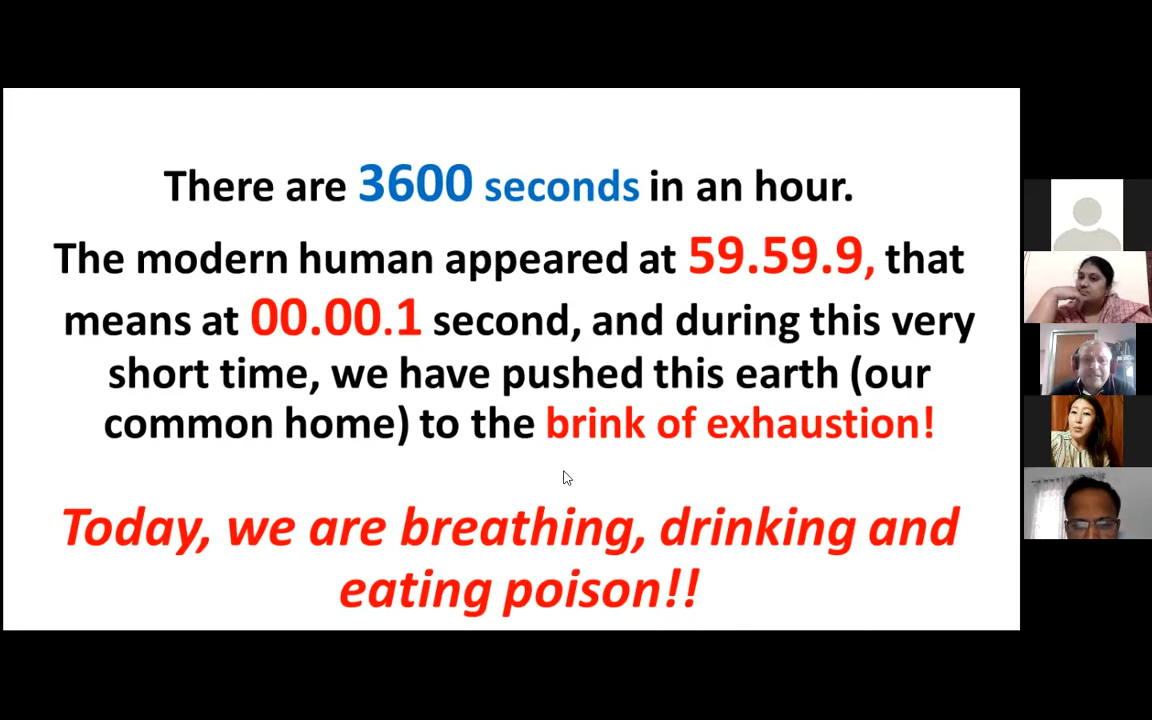 There are 3600 seconds in an hour.
The modern human appeared at 59.59.9, that
means at 00.00.1 second, and during this very
short time, we have pushed this earth (our
common home) to the brink of exhaustion!
Today, we are breathing, drinking and
eating poison!!